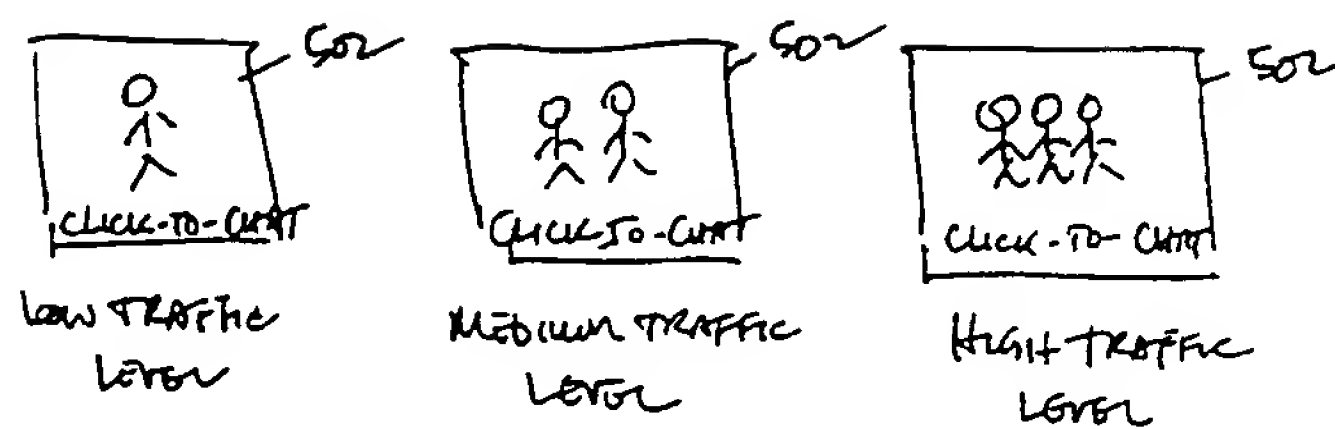 502
502
502
CLICK-TO-CHAT
CLICK-TO-CHAT
CLICK-TO-CHAT
LOW TRAFFIC
LEVEL
MEDIUM TRAFFIC
LEVEL
HIGH TRAFFIC
LEVEL